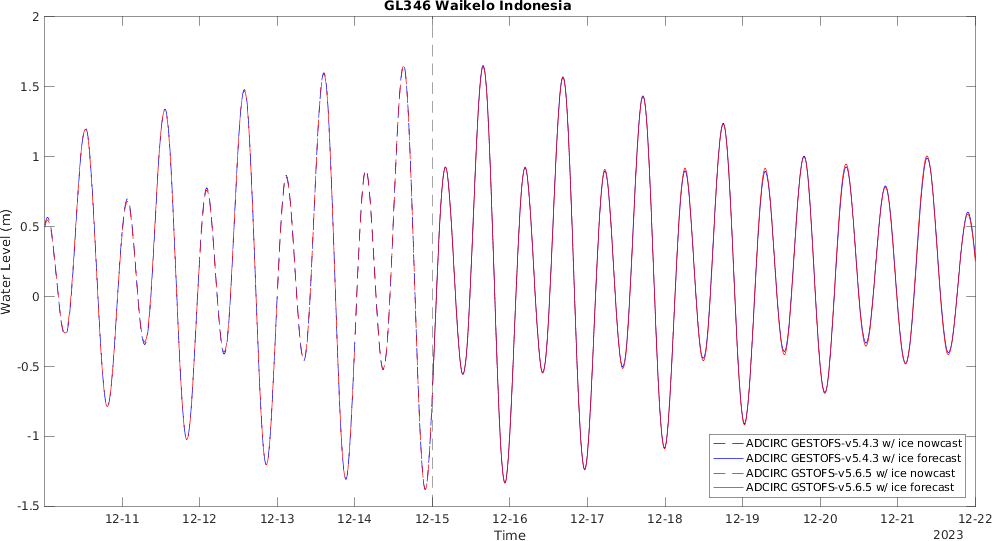 GL346 Waikelo Indonesia
2
1.5
1
0.5
0
-0.5
-1
-1.5
Water Level (m)
ADCIRC GESTOFS-v5.4.3 w/ ice nowcast
ADCIRC GESTOFS-v5.4.3 w/ ice forecast
ADCIRC GSTOFS-v5.6.5 w/ ice nowcast
ADCIRC GSTOFS-v5.6.5 w/ ice forecast
12-11 12-12 12-13 12-14 12-15 12-16 12-17 12-18 12-19 12-20 12-21 12-22
Time
2023